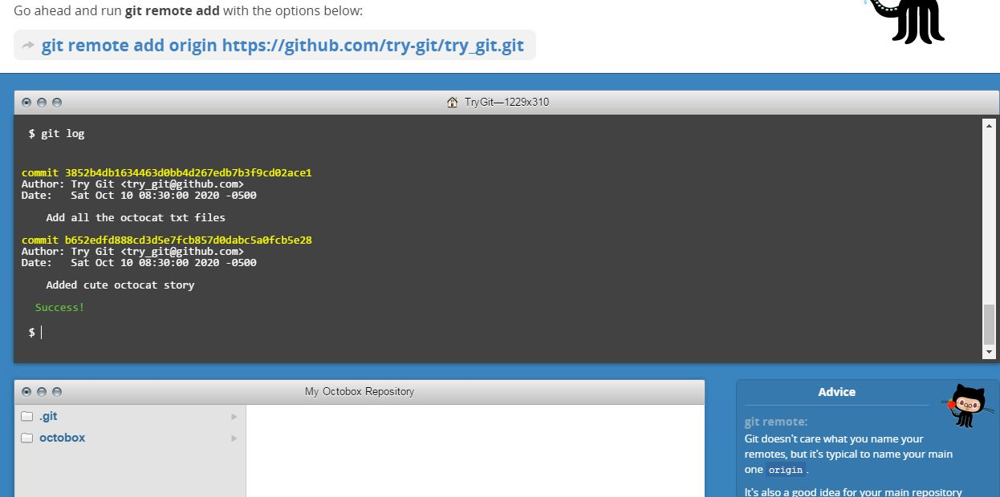 Go ahead and run git remote add with the options below:
git remote add origin https://github.com/try-git/try_git.git
TryGit—1229x310
$ git log
commit 3852b4db1634463d0bb4d267edb7b3f9cd02ace1
Author: Try Git <try_git@github.com>
Date:   Sat Oct 10 08:30:00 2020 -0500
Add all the octocat txt files
commit b652edfd888cd3d5e7fcb857d0dabc5a0fcb5e28
Author: Try Git <try_git@github.com>
Date:   Sat Oct 10 08:30:00 2020 -0500
Added cute octocat story
Success!
$
My Octobox Repository
.git
octobox
Advice
git remote:
Git doesn't care what you name your
remotes, but it's typical to name your main
one origin.
It's also a good idea for your main repository